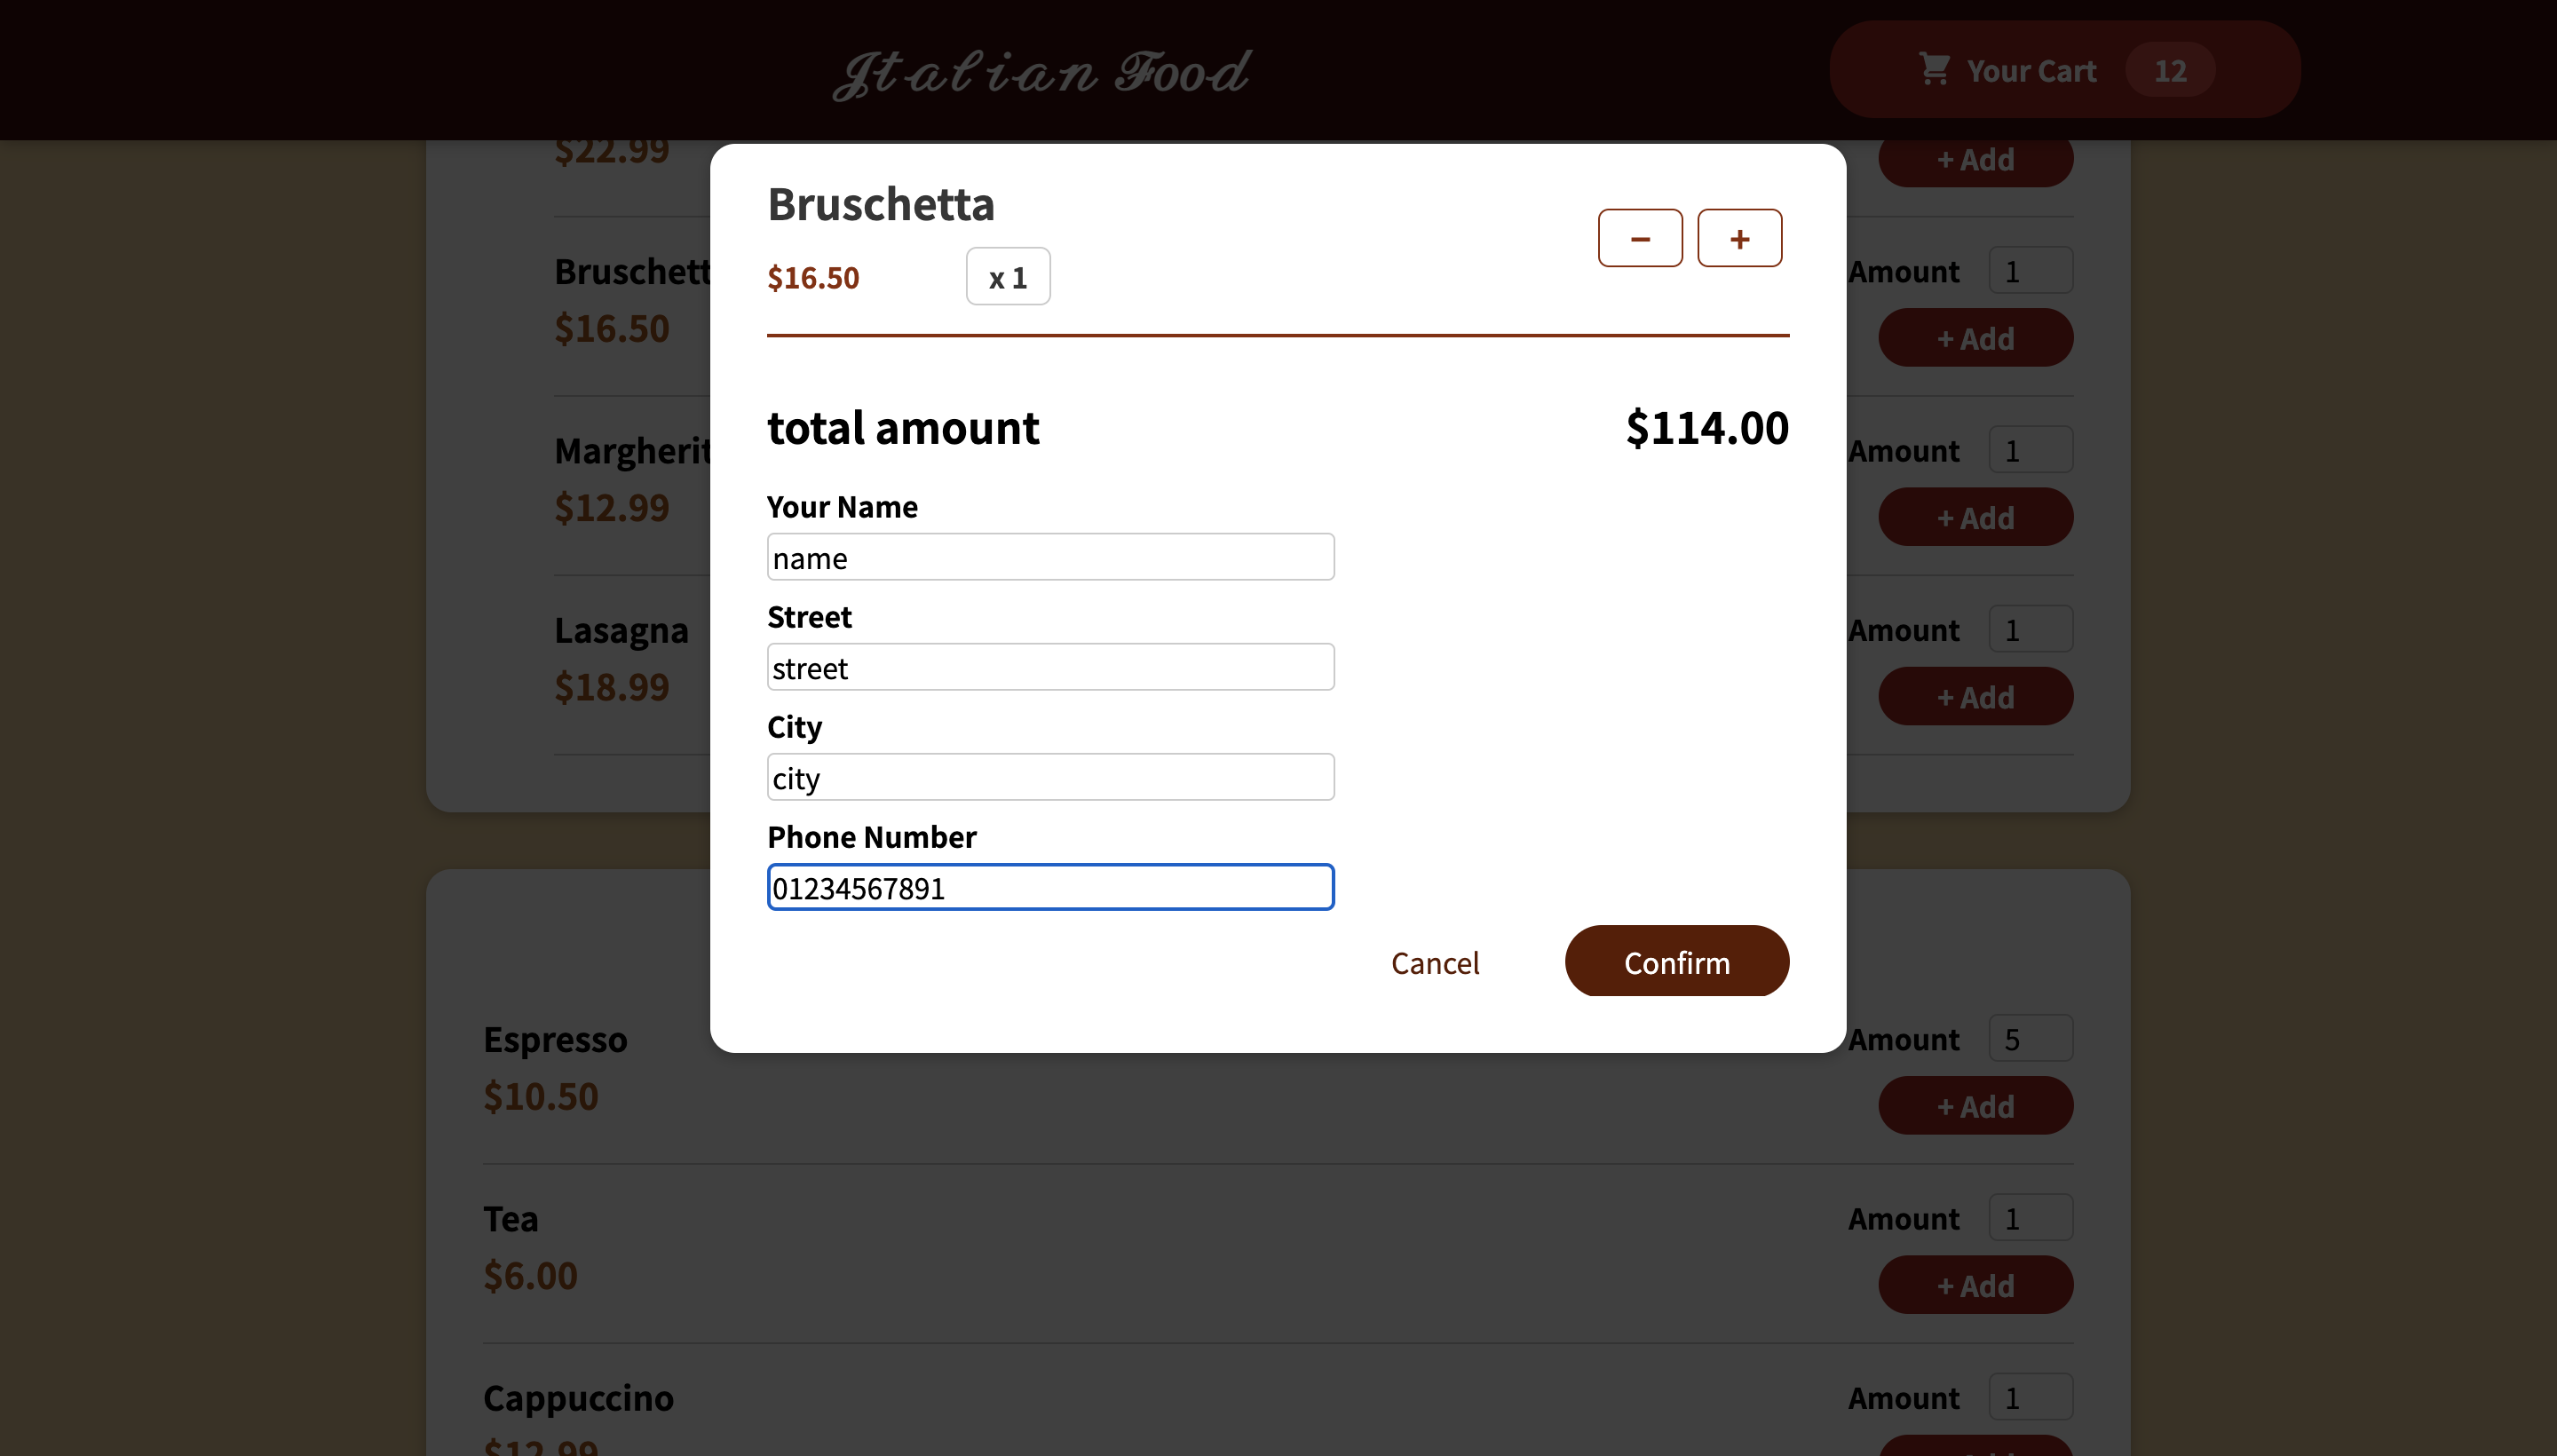 Italian Food
Your Cart 12
$22.99
+ Add
Bruschett
$16.50
Amount 1
+ Add
Margherit
$12.99
Amount 1
+ Add
Lasagna
$18.99
Amount 1
+ Add
Bruschetta
$16.50
x 1
−
+
total amount
$114.00
Your Name
name
Street
street
City
city
Phone Number
01234567891
Cancel
Confirm
Espresso
$10.50
Amount 5
+ Add
Tea
$6.00
Amount 1
+ Add
Cappuccino
$12.99
Amount 1